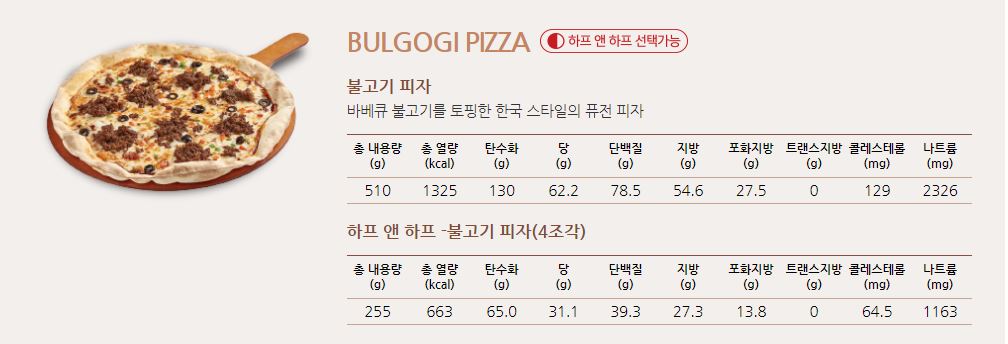 BULGOGI PIZZA 하프 앤 하프 선택가능
불고기 피자
바베큐 불고기를 토핑한 한국 스타일의 퓨전 피자
총 내용량 (g) 총 열량 (kcal) 탄수화 (g) 당 (g) 단백질 (g) 지방 (g) 포화지방 (g) 트랜스지방 (g) 콜레스테롤 (mg) 나트륨 (mg)
510 1325 130 62.2 78.5 54.6 27.5 0 129 2326
하프 앤 하프 -불고기 피자(4조각)
총 내용량 (g) 총 열량 (kcal) 탄수화 (g) 당 (g) 단백질 (g) 지방 (g) 포화지방 (g) 트랜스지방 (g) 콜레스테롤 (mg) 나트륨 (mg)
255 663 65.0 31.1 39.3 27.3 13.8 0 64.5 1163